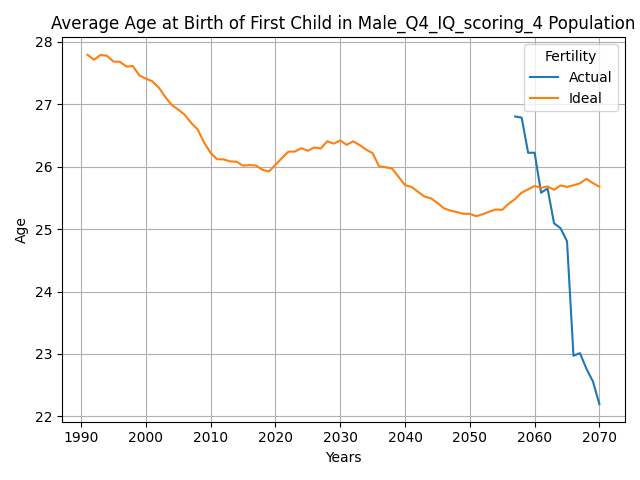 Average Age at Birth of First Child in Male_Q4_IQ_scoring_4 Population
Fertility
Actual
Ideal
28
27
26
25
24
23
22
Age
1990
2000
2010
2020
2030
2040
2050
2060
2070
Years